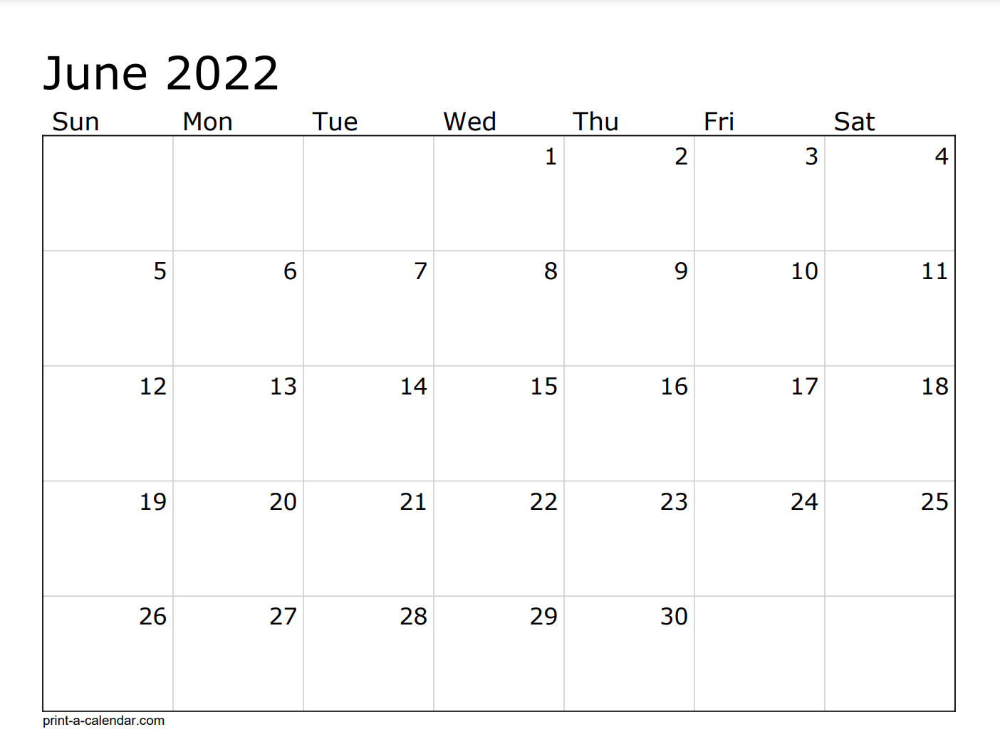 June 2022
Sun Mon Tue Wed Thu Fri Sat
1 2 3 4
5 6 7 8 9 10 11
12 13 14 15 16 17 18
19 20 21 22 23 24 25
26 27 28 29 30
print-a-calendar.com